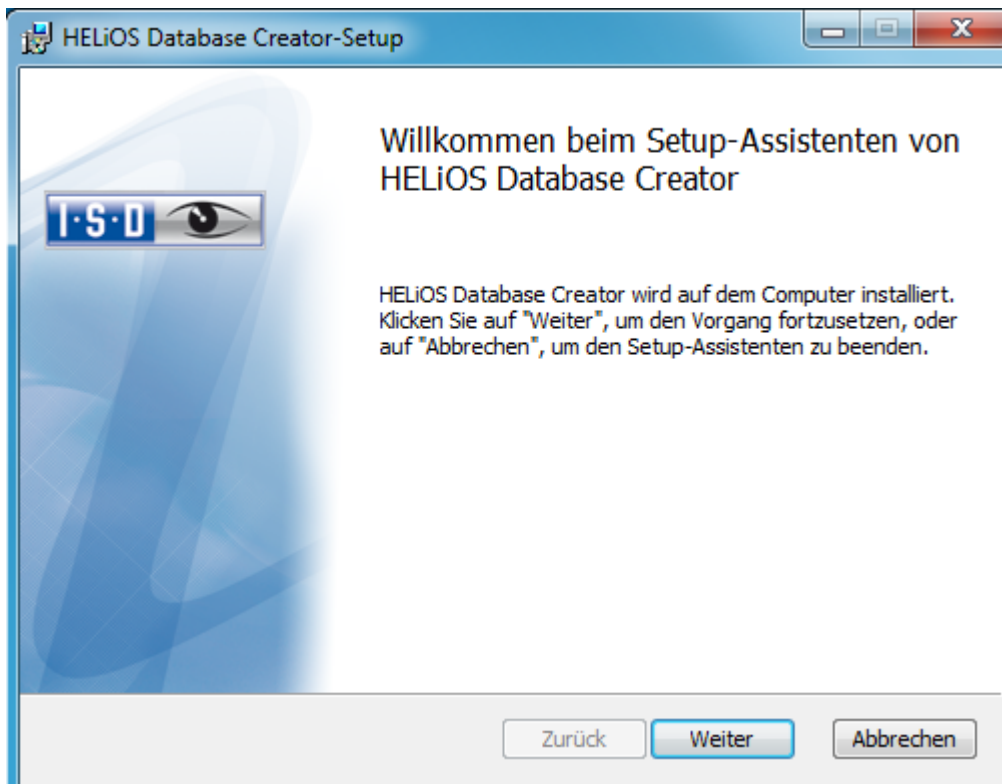 HELiOS Database Creator-Setup
Willkommen beim Setup-Assistenten von
HELiOS Database Creator
I·S·D
HELiOS Database Creator wird auf dem Computer installiert.
Klicken Sie auf "Weiter", um den Vorgang fortzusetzen, oder
auf "Abbrechen", um den Setup-Assistenten zu beenden.
Zurück Weiter Abbrechen